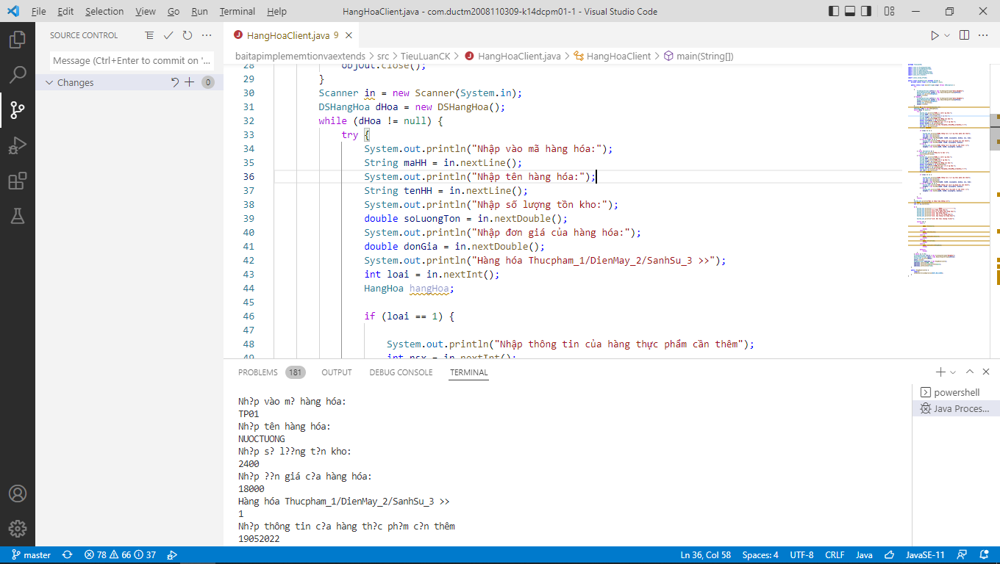 File Edit Selection View Go Run Terminal Help HangHoaClient.java - com.ductm2008110309-k14dcpm01-1 - Visual Studio Code
SOURCE CONTROL
Message (Ctrl+Enter to commit on '...
Changes 0
HangHoaClient.java 9
baitapimplememtionvaextends > src > TieuLuanCK > HangHoaClient.java > HangHoaClient > main(String[])
28 objOut.close();
29 }
30 Scanner in = new Scanner(System.in);
31 DSHangHoa dHoa = new DSHangHoa();
32 while (dHoa != null) {
33 try {
34 System.out.println("Nhập vào mã hàng hóa:");
35 String maHH = in.nextLine();
36 System.out.println("Nhập tên hàng hóa:");
37 String tenHH = in.nextLine();
38 System.out.println("Nhập số lượng tồn kho:");
39 double soLuongTon = in.nextDouble();
40 System.out.println("Nhập đơn giá của hàng hóa:");
41 double donGia = in.nextDouble();
42 System.out.println("Hàng hóa Thucpham_1/DienMay_2/SanhSu_3 >>");
43 int loai = in.nextInt();
44 HangHoa hangHoa;
45
46 if (loai == 1) {
47
48 System.out.println("Nhập thông tin của hàng thực phẩm cần thêm");
49 int nsx = in.nextInt();
PROBLEMS 181 OUTPUT DEBUG CONSOLE TERMINAL
Nh?p vào m? hàng hóa:
TP01
Nh?p tên hàng hóa:
NUOCTUONG
Nh?p s? l??ng t?n kho:
2400
Nh?p ??n giá c?a hàng hóa:
18000
Hàng hóa Thucpham_1/DienMay_2/SanhSu_3 >>
1
Nh?p thông tin c?a hàng th?c ph?m c?n thêm
19052022
powershell
Java Proces...
master 78 66 37 Ln 36, Col 58 Spaces: 4 UTF-8 CRLF Java JavaSE-11